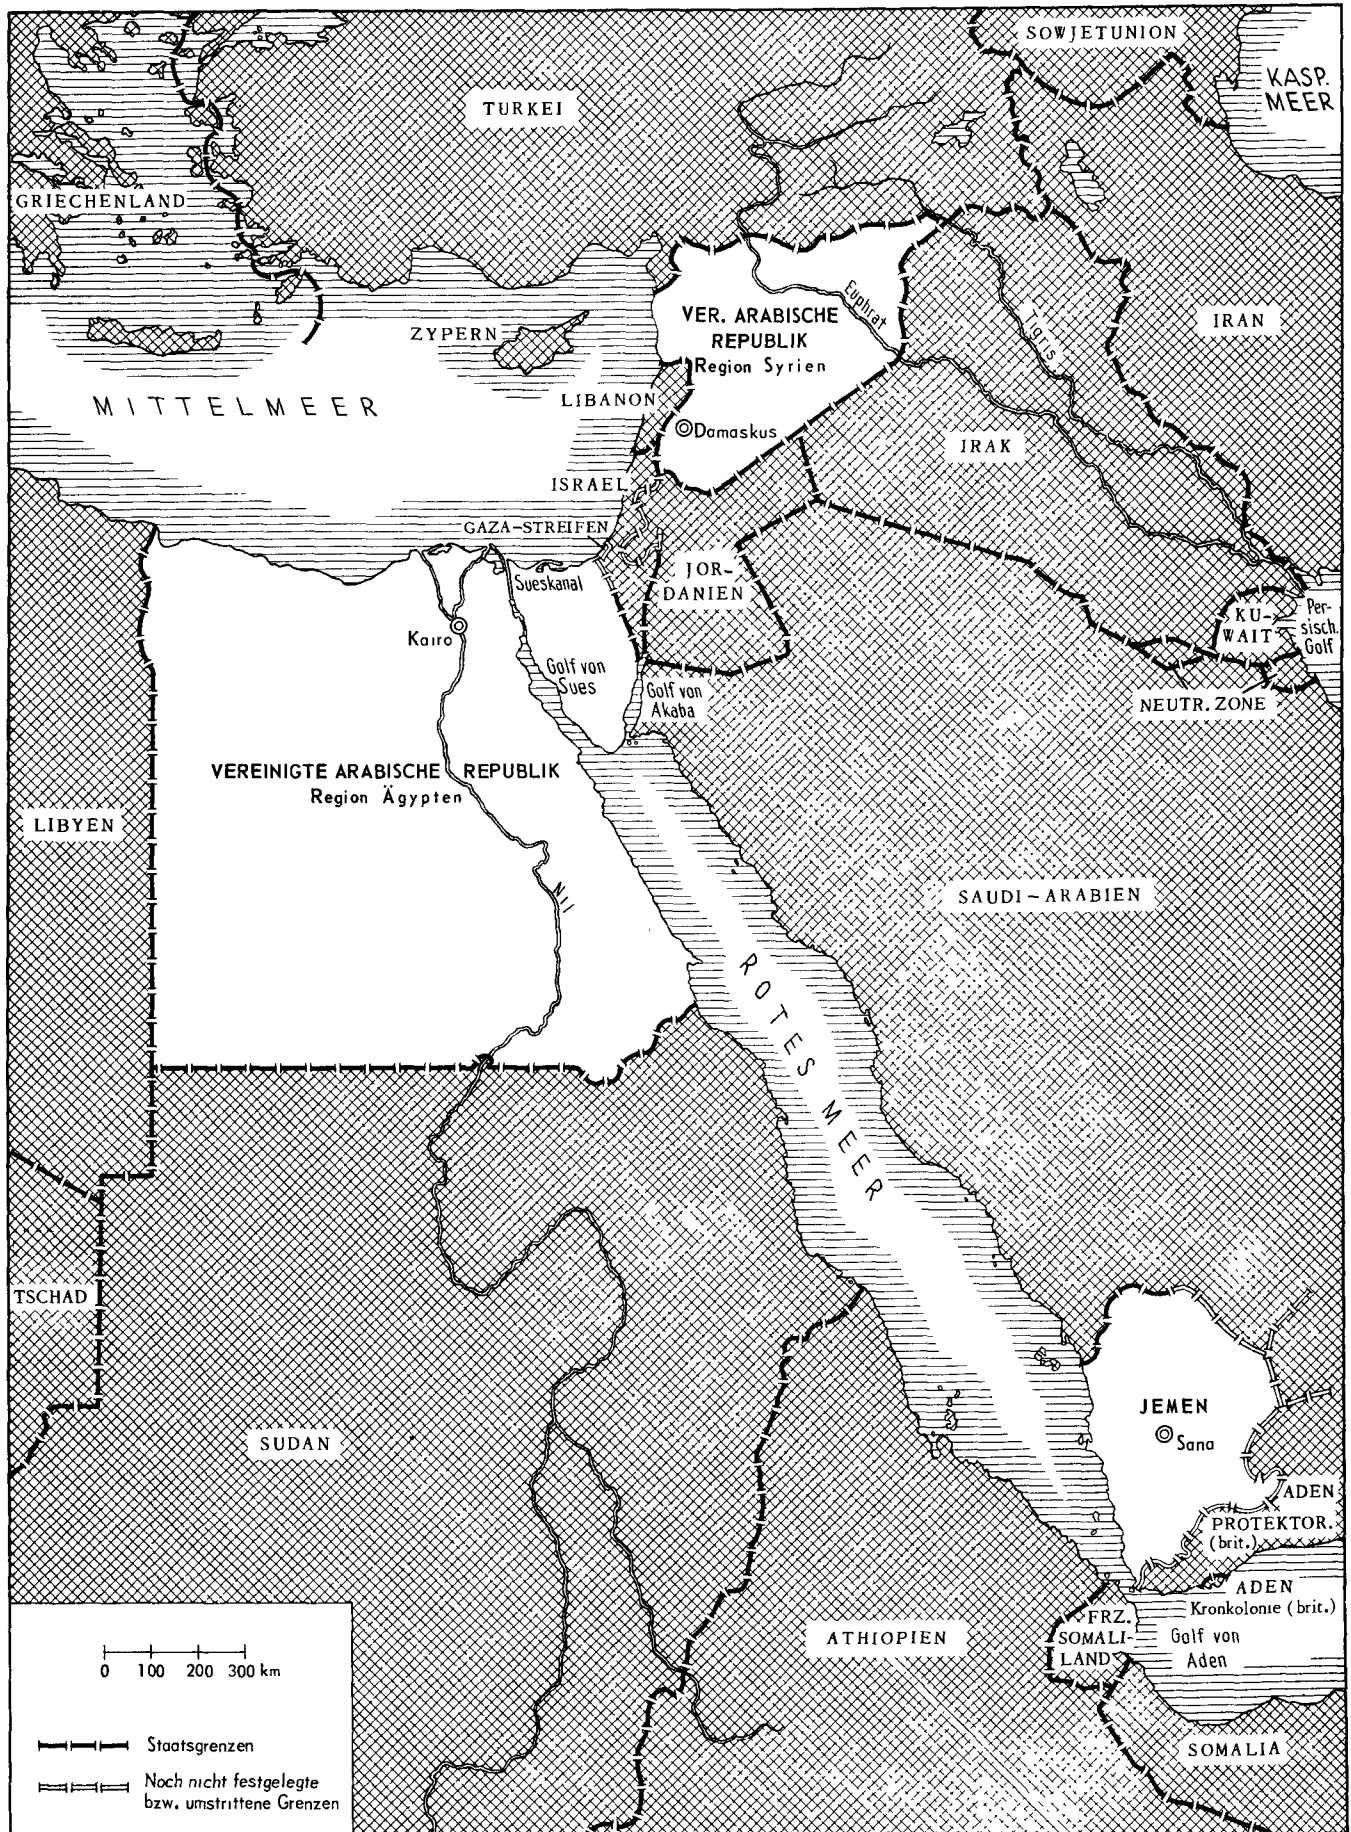 SOWJETUNION
KASP.
MEER
TURKEI
GRIECHENLAND
ZYPERN
VER. ARABISCHE
REPUBLIK
Region Syrien
Euphrat
Tigris
IRAN
MITTELMEER
LIBANON
Damaskus
IRAK
ISRAEL
GAZA-STREIFEN
Sueskanal
JOR-
DANIEN
KU-
WAIT
Per-
sisch.
Golf
Kairo
Golf von
Sues
Golf von
Akaba
NEUTR. ZONE
VEREINIGTE ARABISCHE REPUBLIK
Region Ägypten
LIBYEN
Nil
SAUDI-ARABIEN
ROTES MEER
TSCHAD
JEMEN
Sana
SUDAN
ADEN
PROTEKTOR.
(brit.)
ADEN
Kronkolonie (brit.)
FRZ.
SOMALI-
LAND
Golf von
Aden
ATHIOPIEN
SOMALIA
0 100 200 300 km
Staatsgrenzen
Noch nicht festgelegte
bzw. umstrittene Grenzen